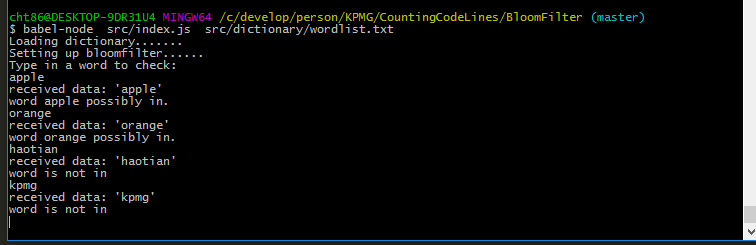 cht86@DESKTOP-9DR31U4 MINGW64 /c/develop/person/KPMG/CountingCodeLines/BloomFilter (master)
$ babel-node  src/index.js  src/dictionary/wordlist.txt
Loading dictionary.......
Setting up bloomfilter......
Type in a word to check:
apple
received data: 'apple'
word apple possibly in.
orange
received data: 'orange'
word orange possibly in.
haotian
received data: 'haotian'
word is not in
kpmg
received data: 'kpmg'
word is not in